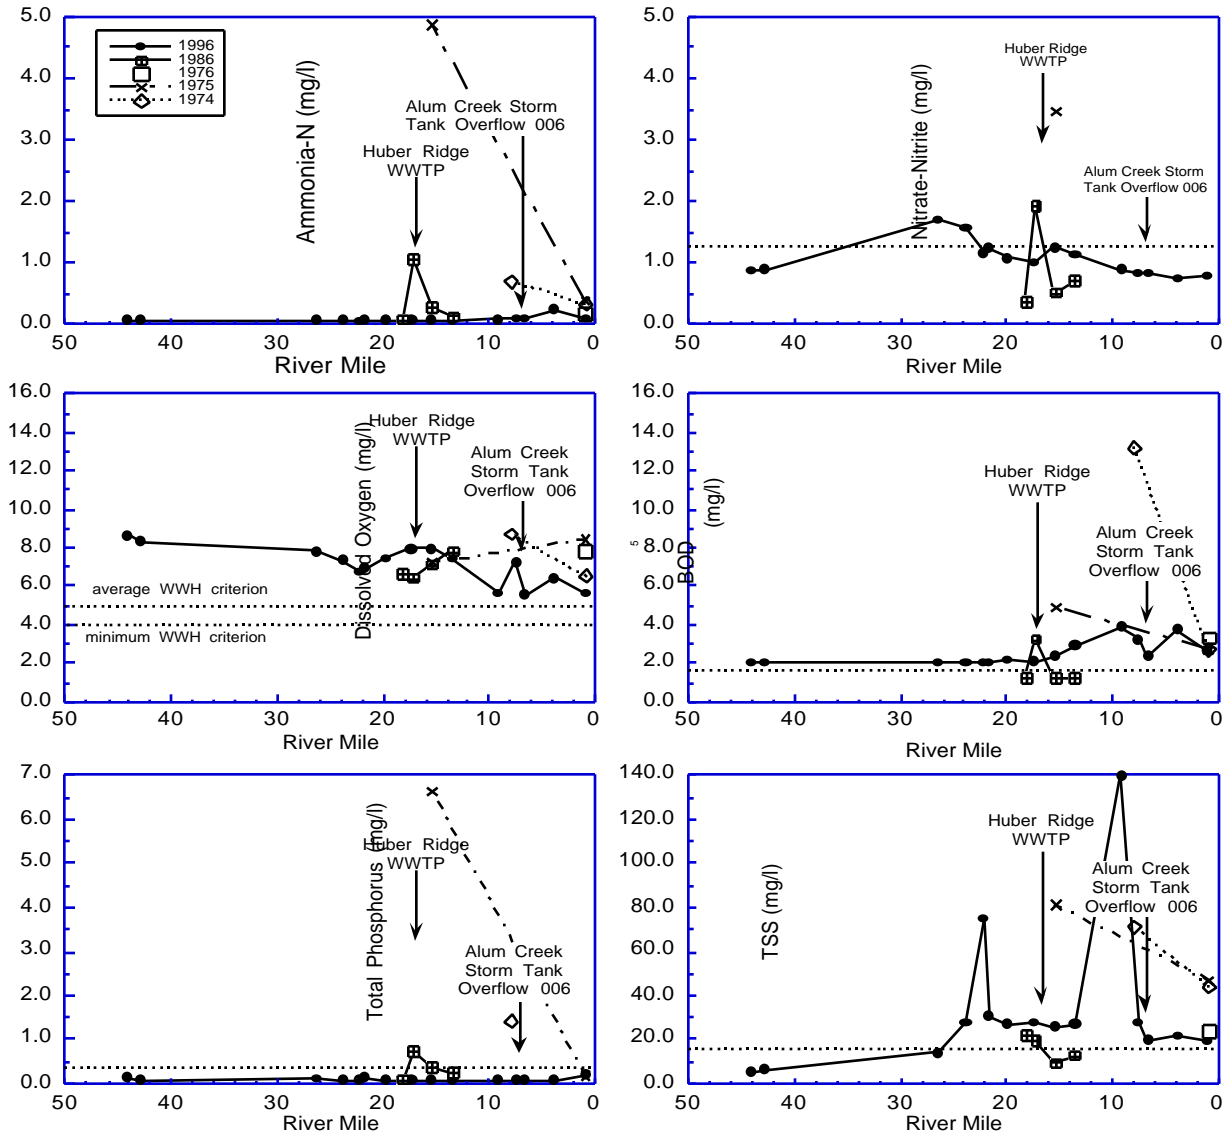 5.0
4.0
3.0
2.0
1.0
0.0
50
40
30
20
10
0
River Mile
Ammonia-N (mg/l)
1996
1986
1976
1975
1974
Alum Creek Storm
Tank Overflow 006
Huber Ridge
WWTP
5.0
4.0
3.0
2.0
1.0
0.0
50
40
30
20
10
0
River Mile
Nitrate-Nitrite (mg/l)
Huber Ridge
WWTP
Alum Creek Storm
Tank Overflow 006
16.0
14.0
12.0
10.0
8.0
6.0
4.0
2.0
0.0
50
40
30
20
10
0
River Mile
Dissolved Oxygen (mg/l)
Huber Ridge
WWTP
Alum Creek
Storm Tank
Overflow 006
average WWH criterion
minimum WWH criterion
16.0
14.0
12.0
10.0
8.0
6.0
4.0
2.0
0.0
50
40
30
20
10
0
River Mile
BOD5 (mg/l)
Huber Ridge
WWTP
Alum Creek
Storm Tank
Overflow 006
7.0
6.0
5.0
4.0
3.0
2.0
1.0
0.0
50
40
30
20
10
0
River Mile
Total Phosphorus (mg/l)
Huber Ridge
WWTP
Alum Creek
Storm Tank
Overflow 006
140.0
120.0
100.0
80.0
60.0
40.0
20.0
0.0
50
40
30
20
10
0
River Mile
TSS (mg/l)
Huber Ridge
WWTP
Alum Creek
Storm Tank
Overflow 006